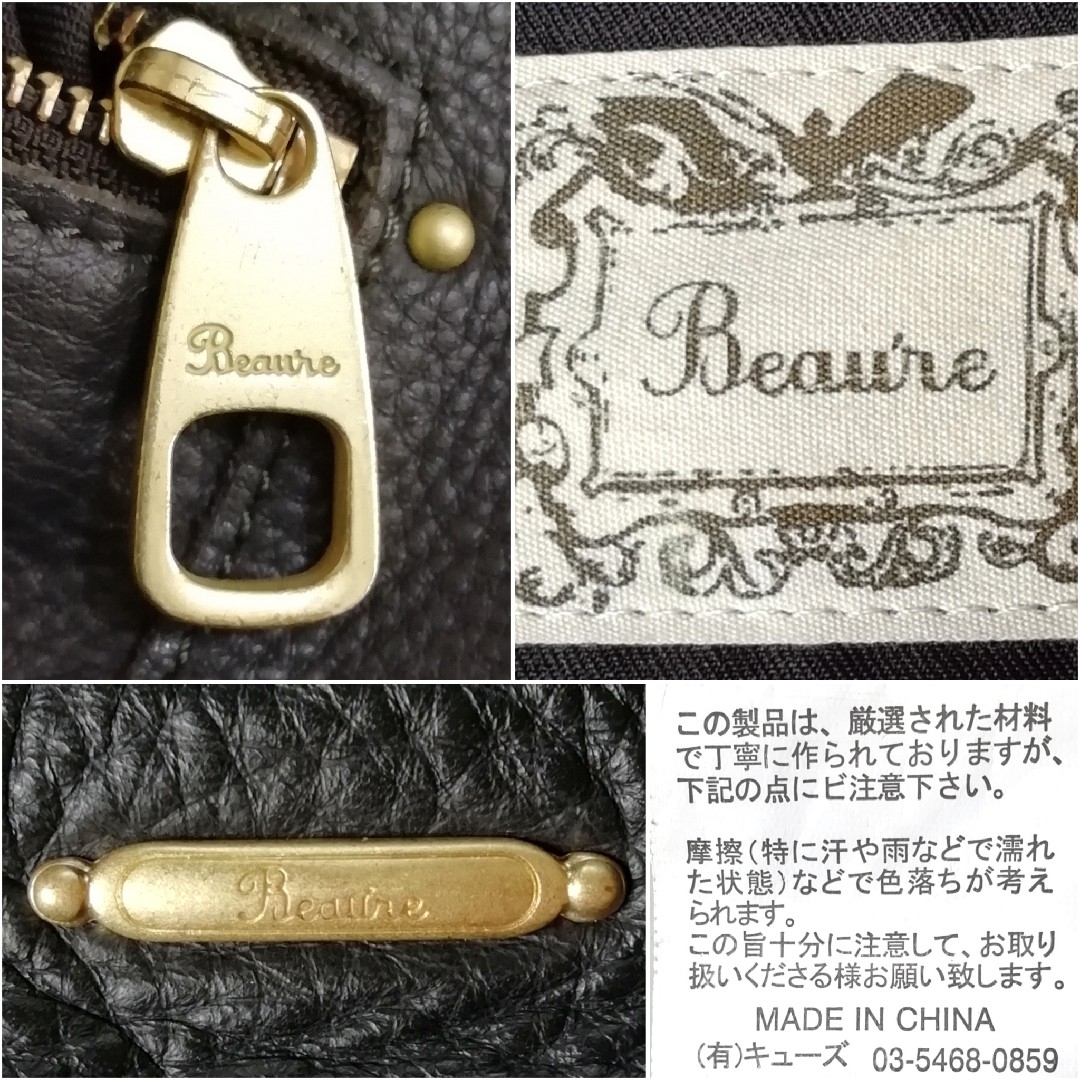 Beaure
Beaure
Beaure
この製品は、厳選された材料
で丁寧に作られておりますが、
下記の点にビ注意下さい。
摩擦(特に汗や雨などで濡れ
た状態)などで色落ちが考え
られます。
この旨十分に注意して、お取り
扱いくださる様お願い致します。
MADE IN CHINA
(有)キューズ 03-5468-0859